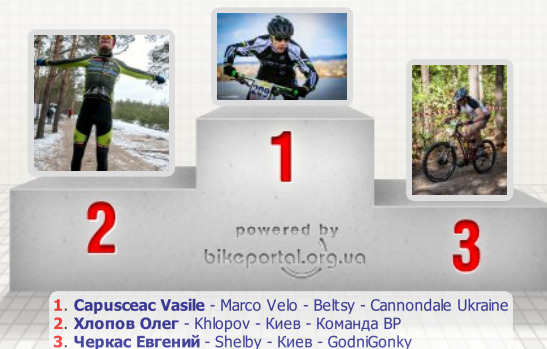 1
2
3
powered by
bikeportal.org.ua
1. Capusceac Vasile - Marco Velo - Beltsy - Cannondale Ukraine
2. Хлопов Олег - Khlopov - Киев - Команда ВР
3. Черкас Евгений - Shelby - Киев - GodniGonky